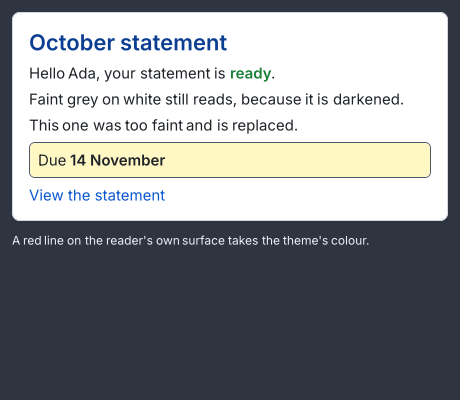 October statement
Hello Ada, your statement is ready.
Faint grey on white still reads, because it is darkened.
This one was too faint and is replaced.
Due 14 November
View the statement
A red line on the reader's own surface takes the theme's colour.